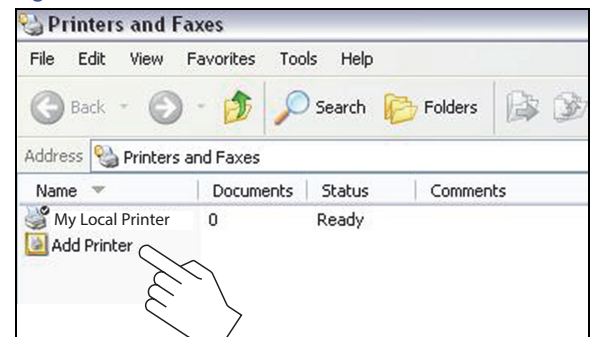 Printers and Faxes
File Edit View Favorites Tools Help
Back Search Folders
Address Printers and Faxes
Name Documents Status Comments
My Local Printer 0 Ready
Add Printer